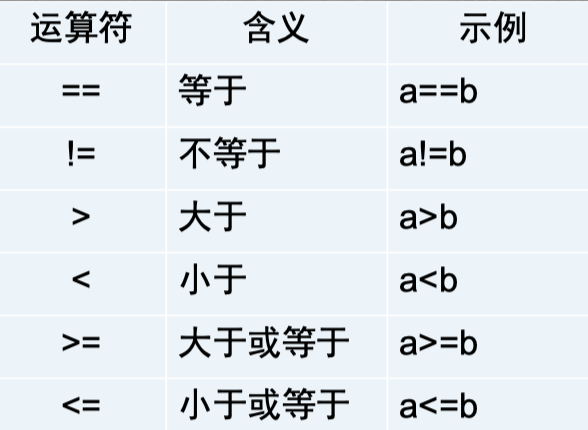 运算符 含义 示例
== 等于 a==b
!= 不等于 a!=b
> 大于 a>b
< 小于 a<b
>= 大于或等于 a>=b
<= 小于或等于 a<=b